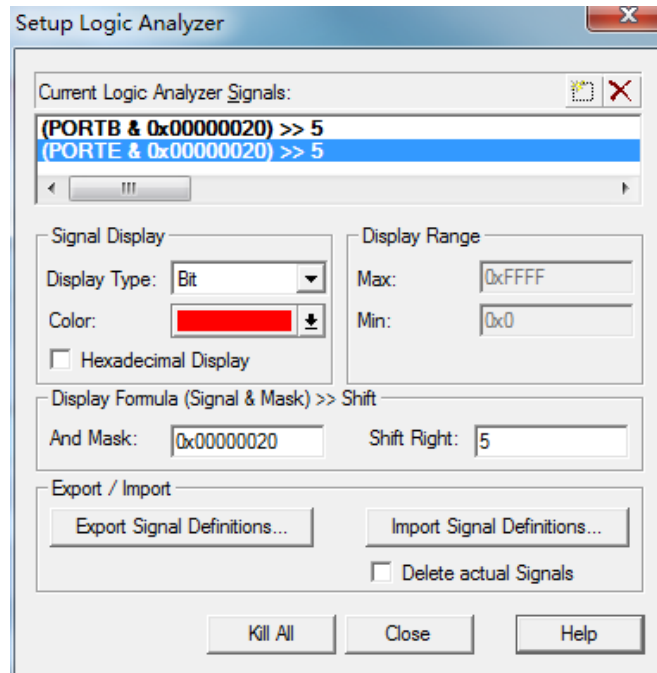 Setup Logic Analyzer
Current Logic Analyzer Signals:
(PORTB & 0x00000020) >> 5
(PORTE & 0x00000020) >> 5
Signal Display
Display Range
Display Type: Bit
Max: 0xFFFF
Color:
Min: 0x0
Hexadecimal Display
Display Formula (Signal & Mask) >> Shift
And Mask: 0x00000020 Shift Right: 5
Export / Import
Export Signal Definitions... Import Signal Definitions...
Delete actual Signals
Kill All Close Help